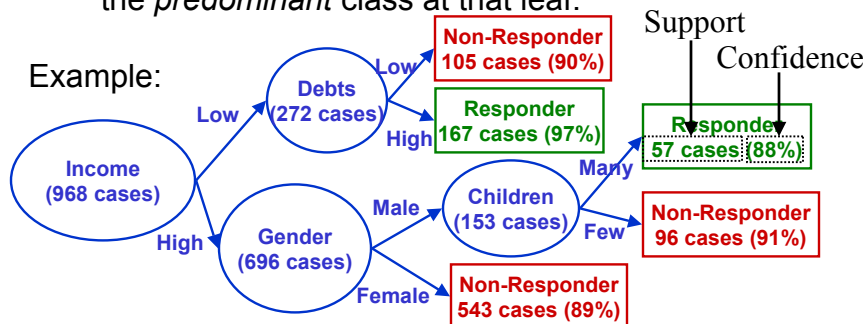 the predominant class at that leaf.
Example:
Support
Confidence
Income
(968 cases)
Low
High
Debts
(272 cases)
Low
High
Non-Responder
105 cases (90%)
Responder
167 cases (97%)
Gender
(696 cases)
Male
Female
Children
(153 cases)
Many
Few
Responde
57 cases (88%)
Non-Responder
96 cases (91%)
Non-Responder
543 cases (89%)